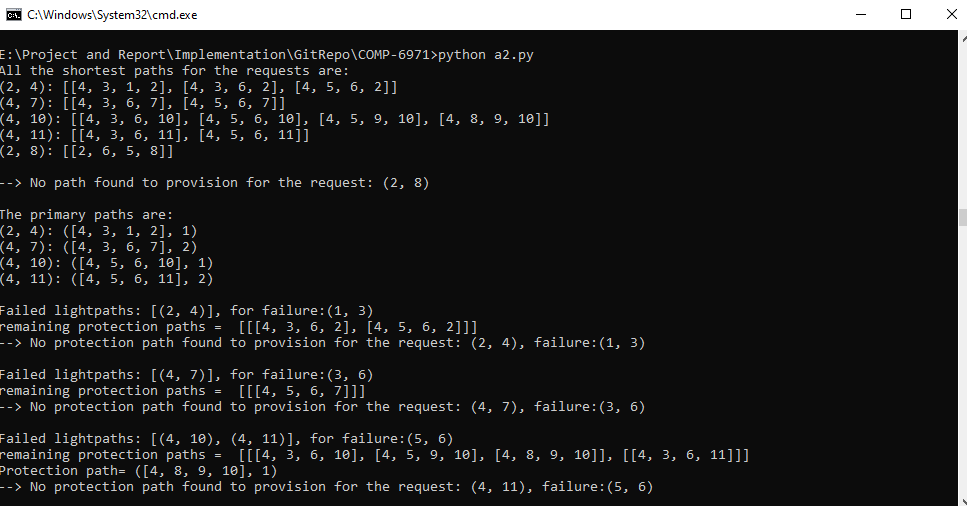 C:\Windows\System32\cmd.exe
E:\Project and Report\Implementation\GitRepo\COMP-6971>python a2.py
All the shortest paths for the requests are:
(2, 4): [[4, 3, 1, 2], [4, 3, 6, 2], [4, 5, 6, 2]]
(4, 7): [[4, 3, 6, 7], [4, 5, 6, 7]]
(4, 10): [[4, 3, 6, 10], [4, 5, 6, 10], [4, 5, 9, 10], [4, 8, 9, 10]]
(4, 11): [[4, 3, 6, 11], [4, 5, 6, 11]]
(2, 8): [[2, 6, 5, 8]]
--> No path found to provision for the request: (2, 8)
The primary paths are:
(2, 4): ([4, 3, 1, 2], 1)
(4, 7): ([4, 3, 6, 7], 2)
(4, 10): ([4, 5, 6, 10], 1)
(4, 11): ([4, 5, 6, 11], 2)
Failed lightpaths: [(2, 4)], for failure:(1, 3)
remaining protection paths =  [[[4, 3, 6, 2], [4, 5, 6, 2]]]
--> No protection path found to provision for the request: (2, 4), failure:(1, 3)
Failed lightpaths: [(4, 7)], for failure:(3, 6)
remaining protection paths =  [[[4, 5, 6, 7]]]
--> No protection path found to provision for the request: (4, 7), failure:(3, 6)
Failed lightpaths: [(4, 10), (4, 11)], for failure:(5, 6)
remaining protection paths =  [[[4, 3, 6, 10], [4, 5, 9, 10], [4, 8, 9, 10]], [[4, 3, 6, 11]]]
Protection path= ([4, 8, 9, 10], 1)
--> No protection path found to provision for the request: (4, 11), failure:(5, 6)